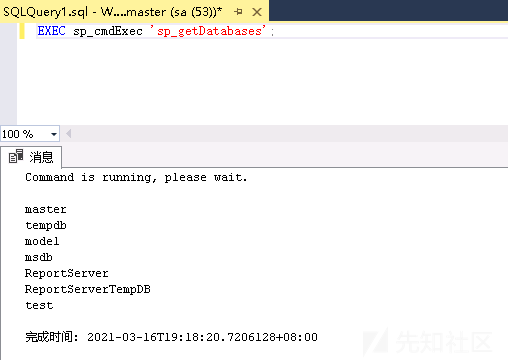 SQLQuery1.sql - W....master (sa (53))*
EXEC sp_cmdExec 'sp_getDatabases';
100 %
消息
Command is running, please wait.
master
tempdb
model
msdb
ReportServer
ReportServerTempDB
test
完成时间: 2021-03-16T19:18:20.7206128+08:00
先知社区